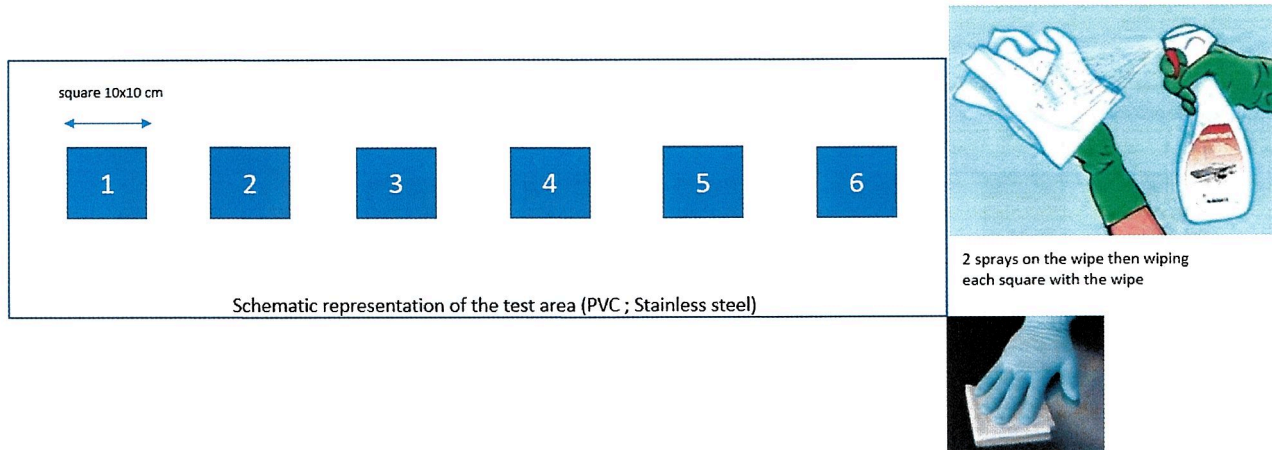 square 10x10 cm
1 2 3 4 5 6
2 sprays on the wipe then wiping
each square with the wipe
Schematic representation of the test area (PVC ; Stainless steel)